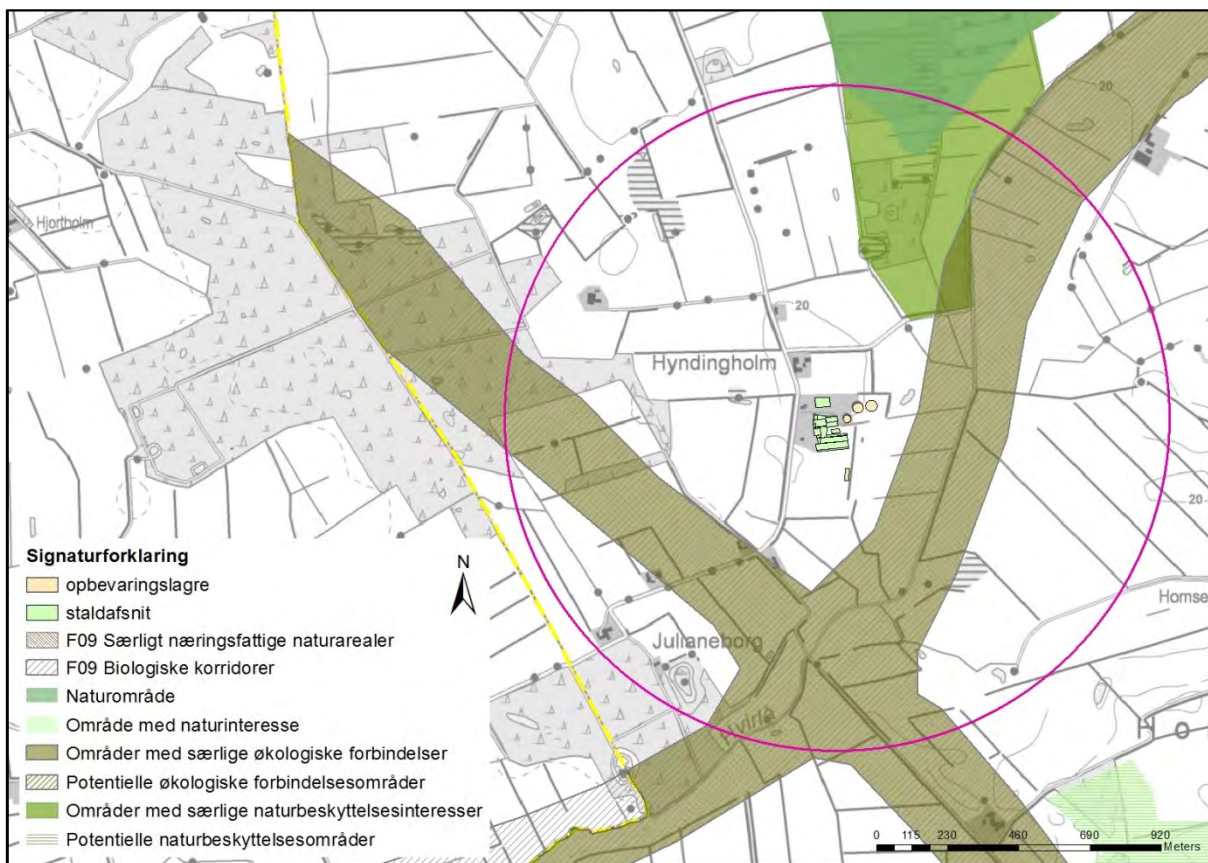 20
Hjortholm
20
Hyndingholm
20
Homse
Julianeborg
H o l
Signaturforklaring
N
opbevaringslagre
staldafsnit
F09 Særligt næringsfattige naturarealer
F09 Biologiske korridorer
Naturområde
Område med naturinteresse
Områder med særlige økologiske forbindelser
Potentielle økologiske forbindelsesområder
Områder med særlige naturbeskyttelsesinteresser
Potentielle naturbeskyttelsesområder
0 115 230 460 690 920
Meters